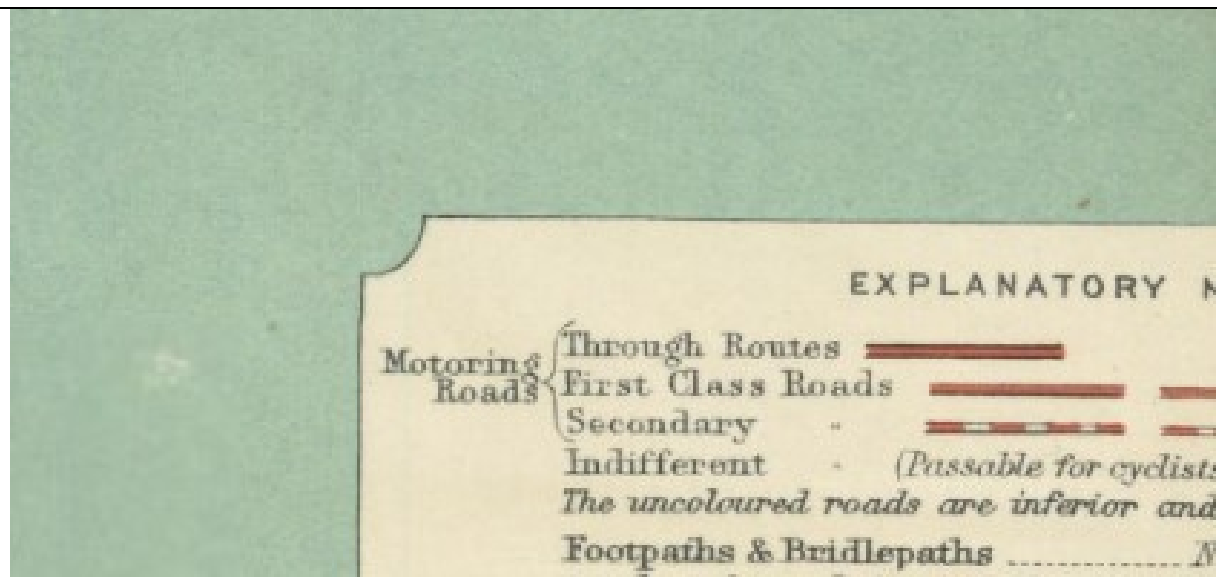 EXPLANATORY
Motoring Roads
Through Routes
First Class Roads
Secondary "
Indifferent " (Passable for cyclists
The uncoloured roads are inferior and
Footpaths & Bridlepaths